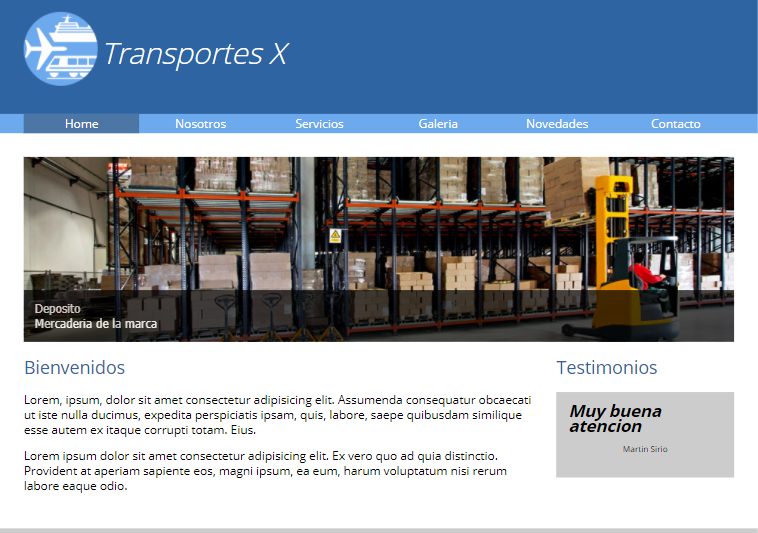 Transportes X
Home Nosotros Servicios Galeria Novedades Contacto
Deposito
Mercaderia de la marca
Bienvenidos
Lorem, ipsum, dolor sit amet consectetur adipisicing elit. Assumenda consequatur obcaecati
ut iste nulla ducimus, expedita perspiciatis ipsam, quis, labore, saepe quibusdam similique
esse autem ex itaque corrupti totam. Eius.
Lorem ipsum dolor sit amet consectetur adipisicing elit. Ex vero quo ad quia distinctio.
Provident at aperiam sapiente eos, magni ipsum, ea eum, harum voluptatum nisi rerum
labore eaque odio.
Testimonios
Muy buena
atencion
Martin Sirio